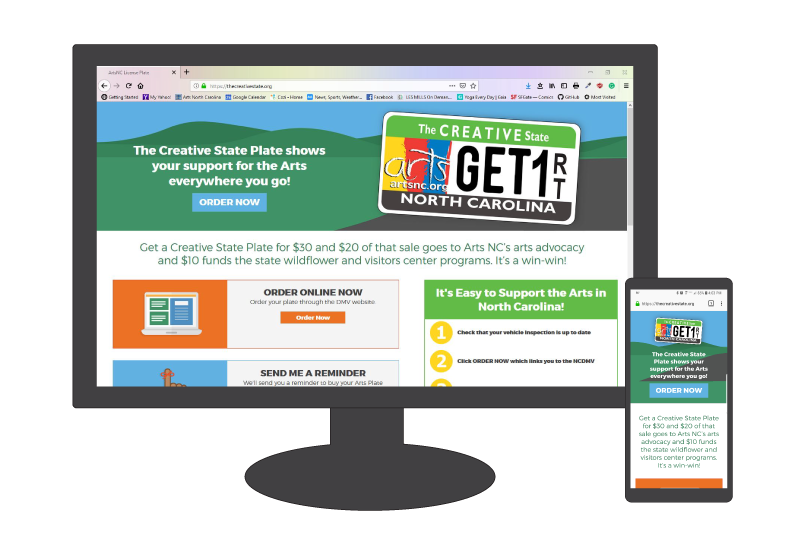 ArtsNC License Plate
https://thecreativestate.org
Getting Started My Yahoo! Arts North Carolina Google Calendar Cozi - Home News, Sports, Weather... Facebook LES MILLS On Deman... Yoga Every Day | Gaia SFGate — Comics GitHub Most Visited
The Creative State Plate shows
your support for the Arts
everywhere you go!
ORDER NOW
The CREATIVE State
arts
artsnc.org
GET1
RT
NORTH CAROLINA
Get a Creative State Plate for $30 and $20 of that sale goes to Arts NC's arts advocacy
and $10 funds the state wildflower and visitors center programs. It's a win-win!
ORDER ONLINE NOW
Order your plate through the DMV website
Order Now
SEND ME A REMINDER
We'll send you a reminder to buy your Arts Plate
It's Easy to Support the Arts in
North Carolina!
1 Check that your vehicle inspection is up to date
2 Click ORDER NOW which links you to the NCDMV
https://thecreativestate.org
GET1
RT
NORTH CAROLINA
The Creative State
Plate shows your
support for the Arts
everywhere you go!
ORDER NOW
Get a Creative State Plate
for $30 and $20 of that
sale goes to Arts NC's arts
advocacy and $10 funds
the state wildflower and
visitors center programs.
It's a win-win!